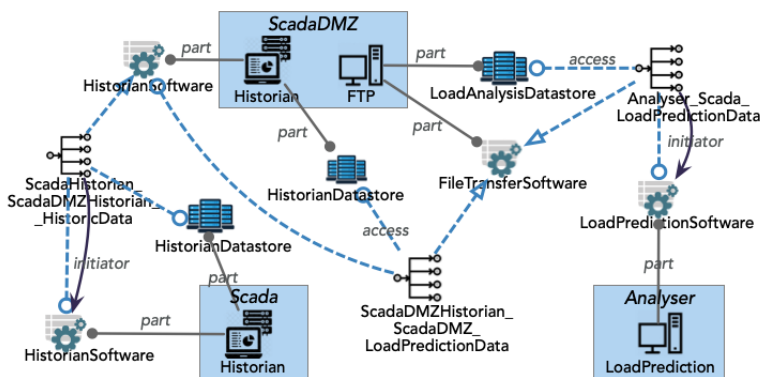 ScadaDMZ
part
part
access
HistorianSoftware
Historian
FTP
LoadAnalysisDatastore
Analyser_Scada_
LoadPredictionData
part
part
initiator
ScadaHistorian_
ScadaDMZHistorian_
_HistoricData
HistorianDatastore
FileTransferSoftware
LoadPredictionSoftware
HistorianDatastore
access
initiator
part
part
Scada
ScadaDMZHistorian_
ScadaDMZ_
LoadPredictionData
Analyser
part
HistorianSoftware
Historian
LoadPrediction